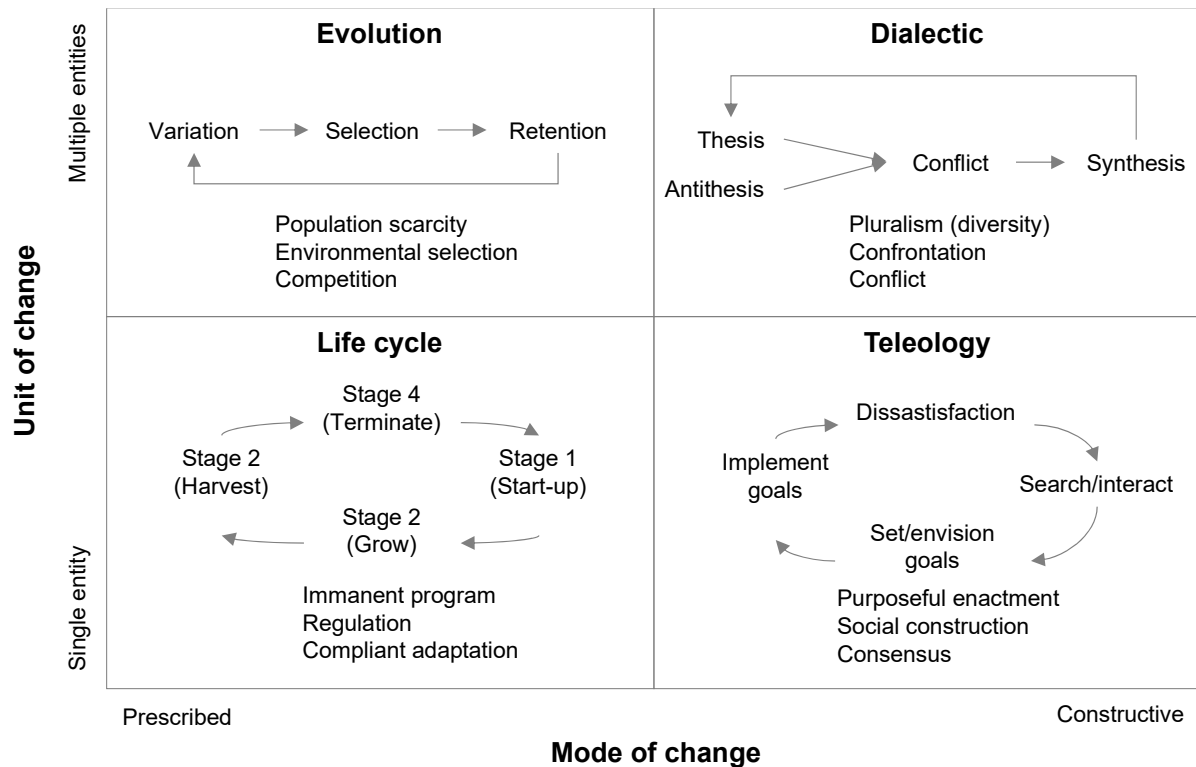 Unit of change
Multiple entities
Single entity
Evolution
Variation
Selection
Retention
Population scarcity
Environmental selection
Competition
Dialectic
Thesis
Antithesis
Conflict
Synthesis
Pluralism (diversity)
Confrontation
Conflict
Life cycle
Stage 4
(Terminate)
Stage 2
(Harvest)
Stage 1
(Start-up)
Stage 2
(Grow)
Immanent program
Regulation
Compliant adaptation
Teleology
Dissastisfaction
Implement
goals
Search/interact
Set/envision
goals
Purposeful enactment
Social construction
Consensus
Prescribed
Constructive
Mode of change